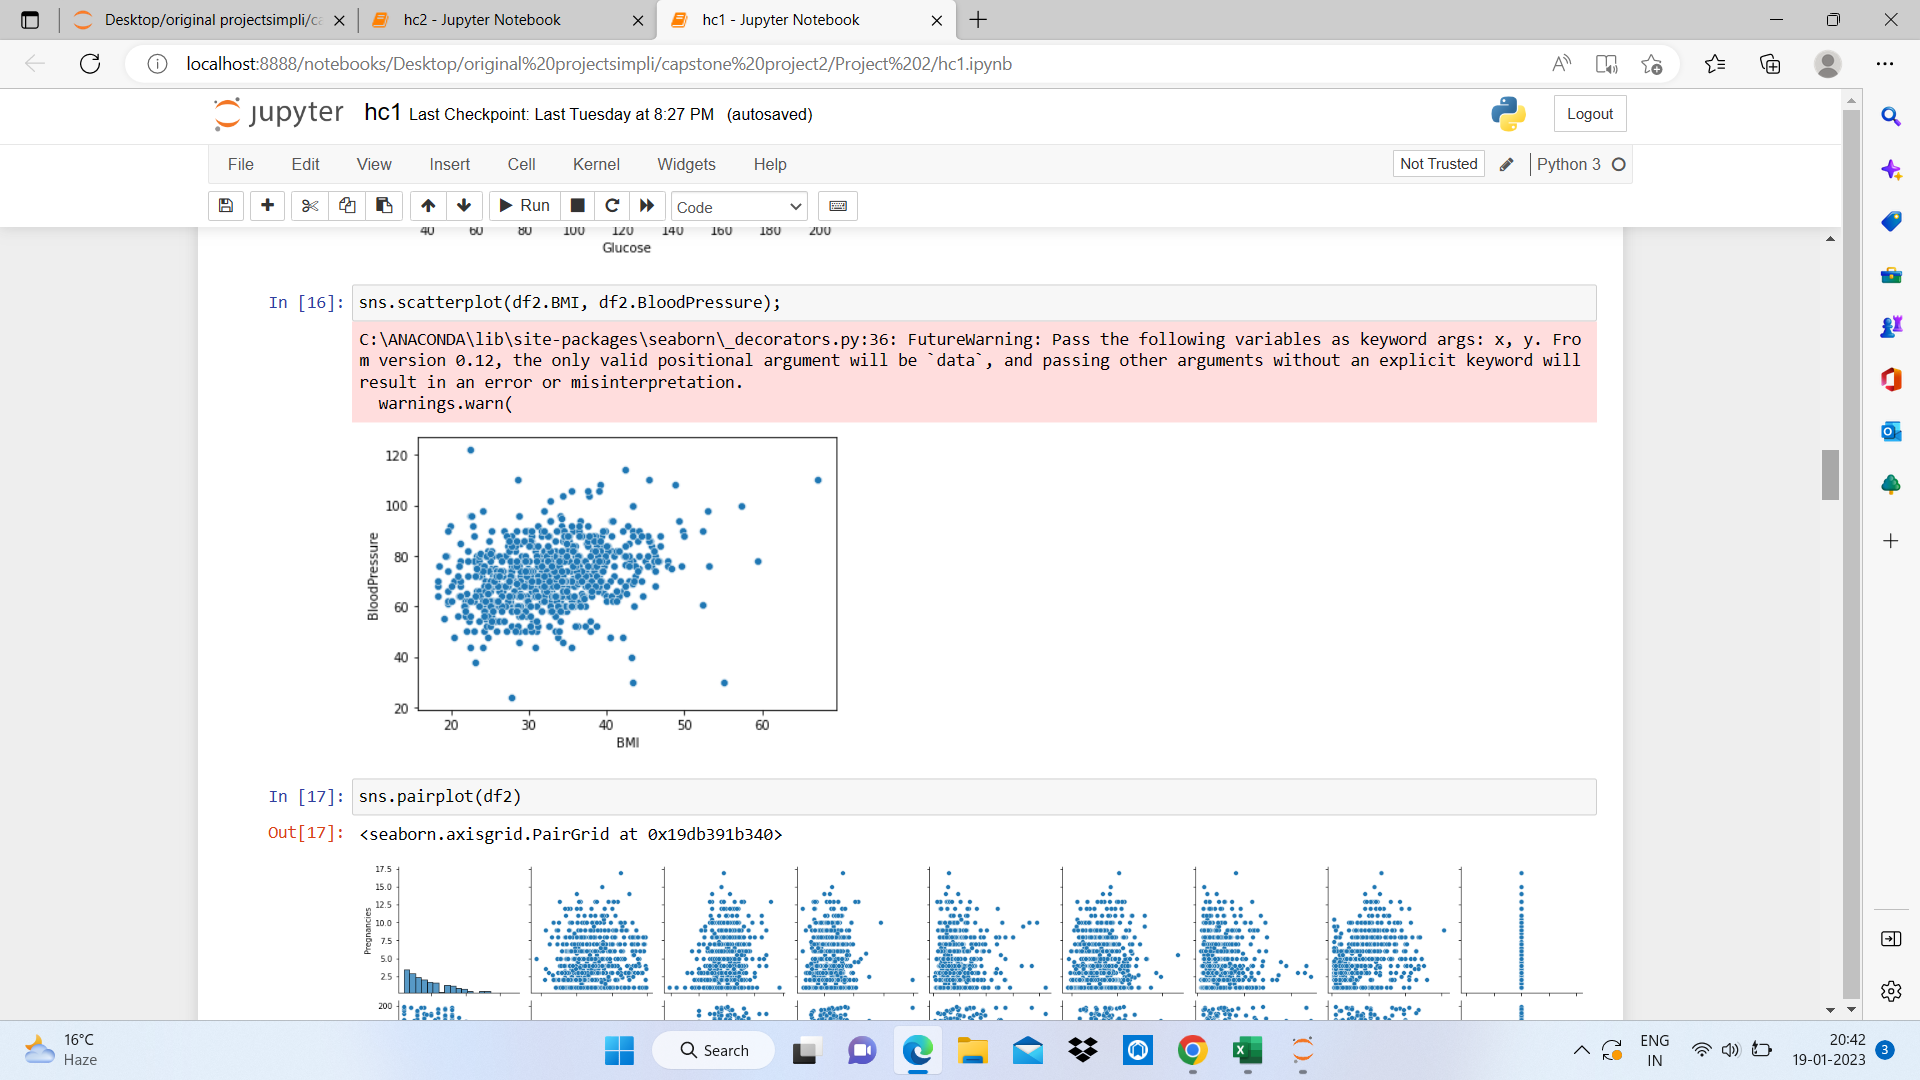 Desktop/original projectsimpli/ca
hc2 - Jupyter Notebook
hc1 - Jupyter Notebook
localhost:8888/notebooks/Desktop/original%20projectsimpli/capstone%20project2/Project%202/hc1.ipynb
jupyter hc1 Last Checkpoint: Last Tuesday at 8:27 PM (autosaved)
Logout
File Edit View Insert Cell Kernel Widgets Help
Not Trusted
Python 3
Run
Code
40 60 80 100 120 140 160 180 200
Glucose
In [16]: sns.scatterplot(df2.BMI, df2.BloodPressure);
C:\ANACONDA\lib\site-packages\seaborn\_decorators.py:36: FutureWarning: Pass the following variables as keyword args: x, y. Fro
m version 0.12, the only valid positional argument will be `data`, and passing other arguments without an explicit keyword will
result in an error or misinterpretation.
warnings.warn(
120
100
80
60
40
20
BloodPressure
20 30 40 50 60
BMI
In [17]: sns.pairplot(df2)
Out[17]: <seaborn.axisgrid.PairGrid at 0x19db391b340>
17.5
15.0
12.5
10.0
7.5
5.0
2.5
Pregnancies
200
16°C
Haze
Search
ENG
IN
20:42
19-01-2023
3